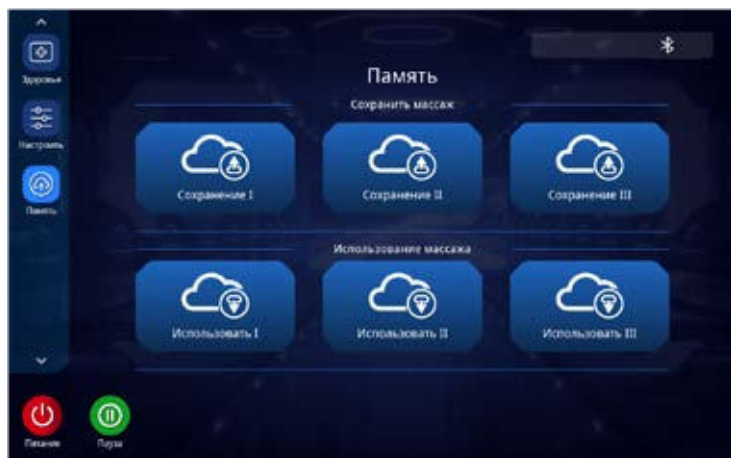 Здоровье
Настроить
Память
Память
Сохранить массаж
Сохранение I
Сохранение II
Сохранение III
Использование массажа
Использовать I
Использовать II
Использовать III
Питание
Пауза